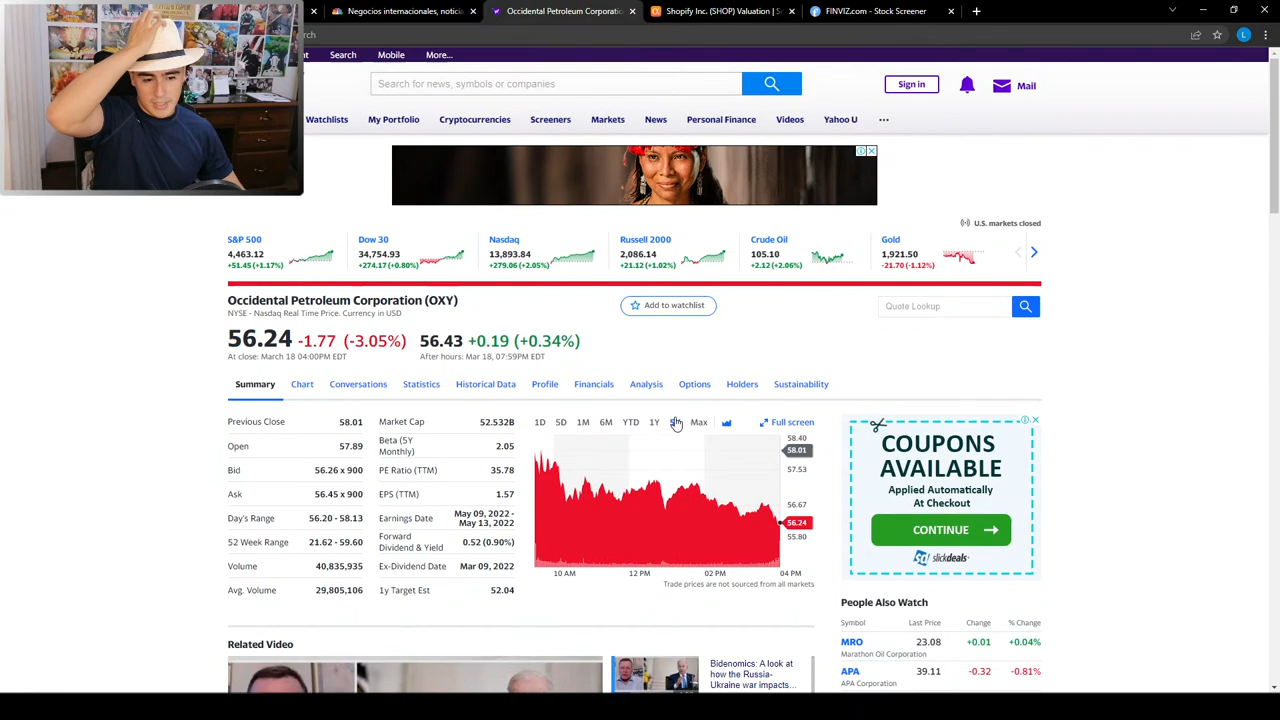 Negocios internacionales, noticia
Occidental Petroleum Corporatio
Shopify Inc. (SHOP) Valuation | S
FINVIZ.com - Stock Screener
L
Search
Mobile
More...
Search for news, symbols or companies
Sign in
Mail
Watchlists
My Portfolio
Cryptocurrencies
Screeners
Markets
News
Personal Finance
Videos
Yahoo U
U.S. markets closed
S&P 500
4,463.12
+51.45 (+1.17%)
Dow 30
34,754.93
+274.17 (+0.80%)
Nasdaq
13,893.84
+279.06 (+2.05%)
Russell 2000
2,086.14
+21.12 (+1.02%)
Crude Oil
105.10
+2.12 (+2.06%)
Gold
1,921.50
-21.70 (-1.12%)
Occidental Petroleum Corporation (OXY)
NYSE - Nasdaq Real Time Price. Currency in USD
Add to watchlist
Quote Lookup
56.24 -1.77 (-3.05%)
At close: March 18 04:00PM EDT
56.43 +0.19 (+0.34%)
After hours: Mar 18, 07:59PM EDT
Summary
Chart
Conversations
Statistics
Historical Data
Profile
Financials
Analysis
Options
Holders
Sustainability
Previous Close 58.01
Open 57.89
Bid 56.26 x 900
Ask 56.45 x 900
Day's Range 56.20 - 58.13
52 Week Range 21.62 - 59.60
Volume 40,835,935
Avg. Volume 29,805,106
Market Cap 52.532B
Beta (5Y
Monthly) 2.05
PE Ratio (TTM) 35.78
EPS (TTM) 1.57
Earnings Date May 09, 2022 -
May 13, 2022
Forward
Dividend & Yield 0.52 (0.90%)
Ex-Dividend Date Mar 09, 2022
1y Target Est 52.04
1D 5D 1M 6M YTD 1Y Max
Full screen
58.40
58.01
57.53
56.67
56.24
55.80
10 AM 12 PM 02 PM 04 PM
Trade prices are not sourced from all markets
COUPONS
AVAILABLE
Applied Automatically
At Checkout
CONTINUE
slickdeals
People Also Watch
Symbol Last Price Change % Change
MRO 23.08 +0.01 +0.04%
Marathon Oil Corporation
APA 39.11 -0.32 -0.81%
APA Corporation
Related Video
Bidenomics: A look at
how the Russia-
Ukraine war impacts...